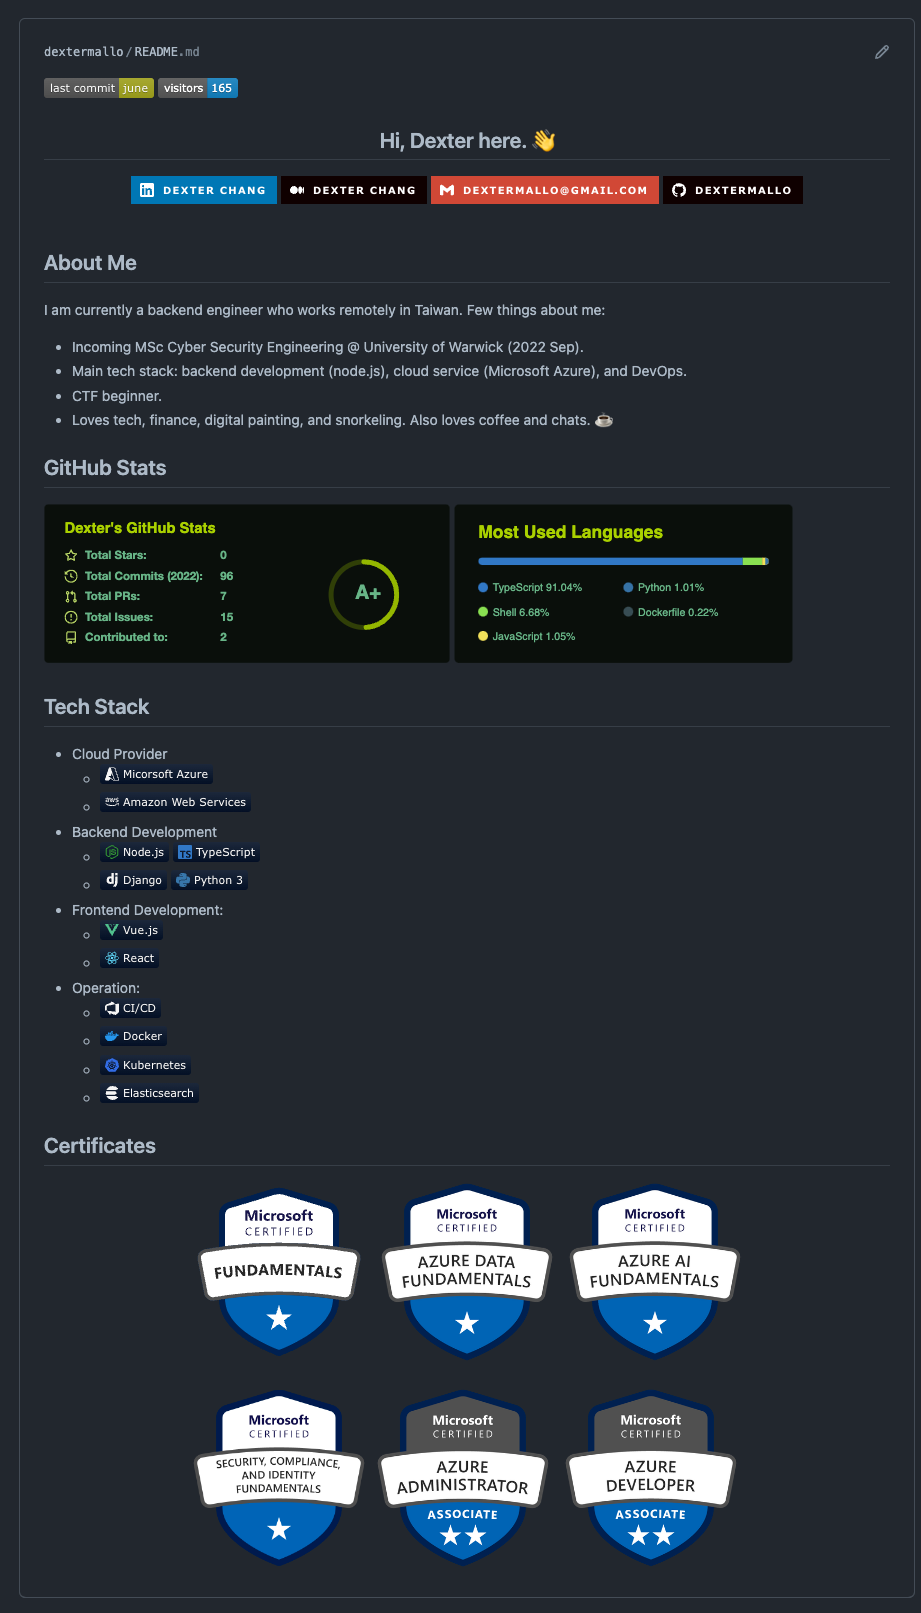 dextermallo/README.md
last commit june visitors 165
Hi, Dexter here. 👋
DEXTER CHANG DEXTER CHANG DEXTERMALLO@GMAIL.COM DEXTERMALLO
About Me
I am currently a backend engineer who works remotely in Taiwan. Few things about me:
Incoming MSc Cyber Security Engineering @ University of Warwick (2022 Sep).
Main tech stack: backend development (node.js), cloud service (Microsoft Azure), and DevOps.
CTF beginner.
Loves tech, finance, digital painting, and snorkeling. Also loves coffee and chats. ☕
GitHub Stats
Dexter's GitHub Stats
Total Stars: 0
Total Commits (2022): 96
Total PRs: 7
Total Issues: 15
Contributed to: 2
A+
Most Used Languages
TypeScript 91.04% Python 1.01%
Shell 6.68% Dockerfile 0.22%
JavaScript 1.05%
Tech Stack
Cloud Provider
Micorsoft Azure
aws Amazon Web Services
Backend Development
Node.js TS TypeScript
dj Django Python 3
Frontend Development:
Vue.js
React
Operation:
CI/CD
Docker
Kubernetes
Elasticsearch
Certificates
Microsoft
CERTIFIED
FUNDAMENTALS
Microsoft
CERTIFIED
AZURE DATA
FUNDAMENTALS
Microsoft
CERTIFIED
AZURE AI
FUNDAMENTALS
Microsoft
CERTIFIED
SECURITY, COMPLIANCE,
AND IDENTITY
FUNDAMENTALS
Microsoft
CERTIFIED
AZURE
ADMINISTRATOR
ASSOCIATE
Microsoft
CERTIFIED
AZURE
DEVELOPER
ASSOCIATE